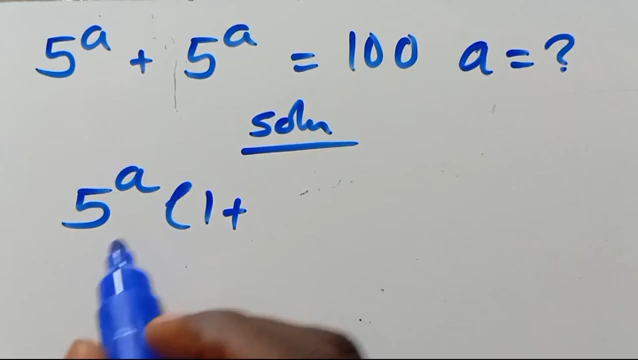 5^a + 5^a = 100 a = ?
soln
5^a (1+